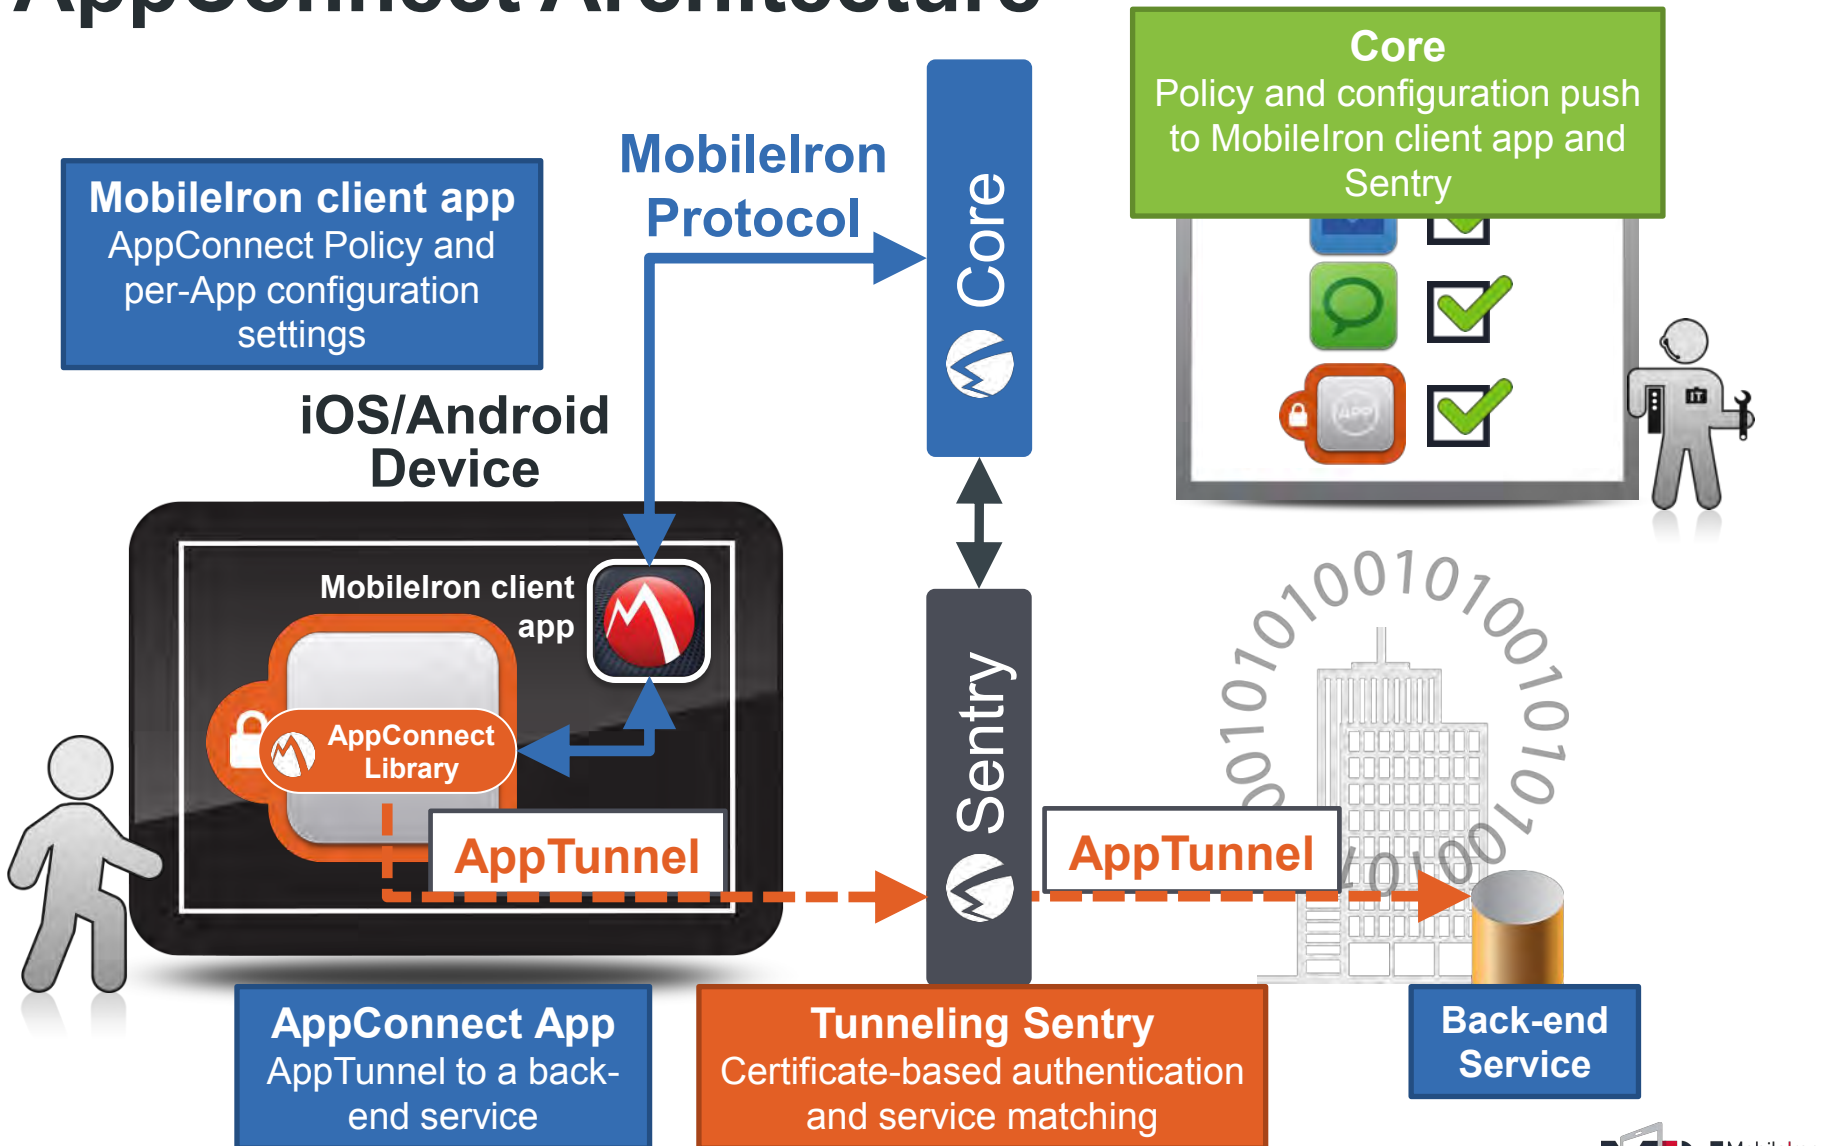 AppConnect Architecture
Core
Policy and configuration push
to MobileIron client app and
Sentry
MobileIron
Protocol
MobileIron client app
AppConnect Policy and
per-App configuration
settings
Core
iOS/Android
Device
APP
IT
MobileIron client
app
AppConnect
Library
Sentry
AppTunnel
AppTunnel
AppConnect App
AppTunnel to a back-
end service
Tunneling Sentry
Certificate-based authentication
and service matching
Back-end
Service